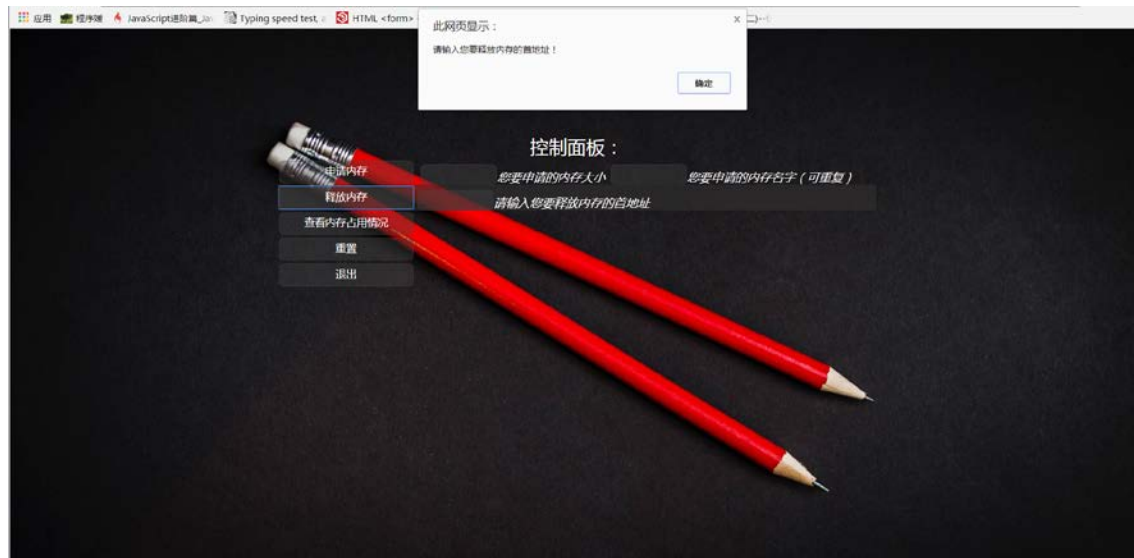 应用 程序媛 JavaScript进阶篇_Ja Typing speed test, a HTML <form>
此网页显示：
x
请输入您要释放内存的首地址！
确定
控制面板：
申请内存 您要申请的内存大小 您要申请的内存名字（可重复）
释放内存 请输入您要释放内存的首地址
查看内存占用情况
重置
退出